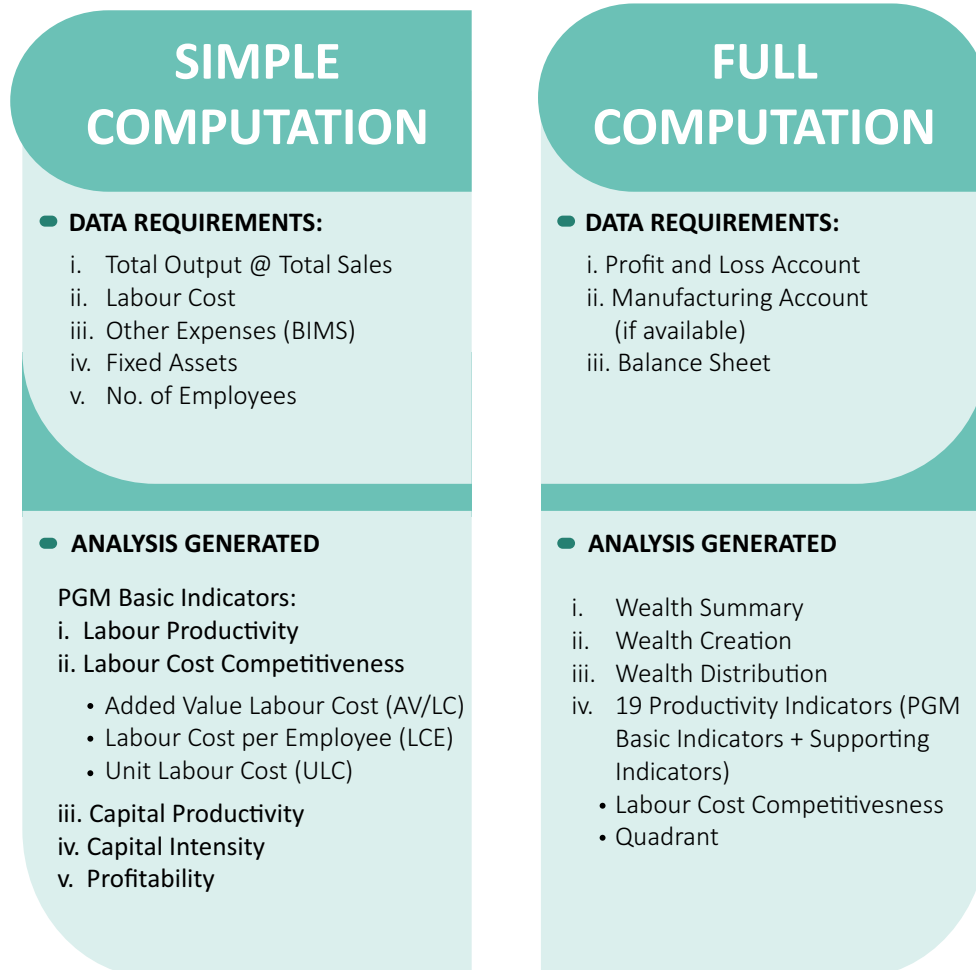 SIMPLE
COMPUTATION
DATA REQUIREMENTS:
i. Total Output @ Total Sales
ii. Labour Cost
iii. Other Expenses (BIMS)
iv. Fixed Assets
v. No. of Employees
ANALYSIS GENERATED
PGM Basic Indicators:
i. Labour Productivity
ii. Labour Cost Competitiveness
• Added Value Labour Cost (AV/LC)
• Labour Cost per Employee (LCE)
• Unit Labour Cost (ULC)
iii. Capital Productivity
iv. Capital Intensity
v. Profitability
FULL
COMPUTATION
DATA REQUIREMENTS:
i. Profit and Loss Account
ii. Manufacturing Account
(if available)
iii. Balance Sheet
ANALYSIS GENERATED
i. Wealth Summary
ii. Wealth Creation
iii. Wealth Distribution
iv. 19 Productivity Indicators (PGM
Basic Indicators + Supporting
Indicators)
• Labour Cost Competitivesness
• Quadrant